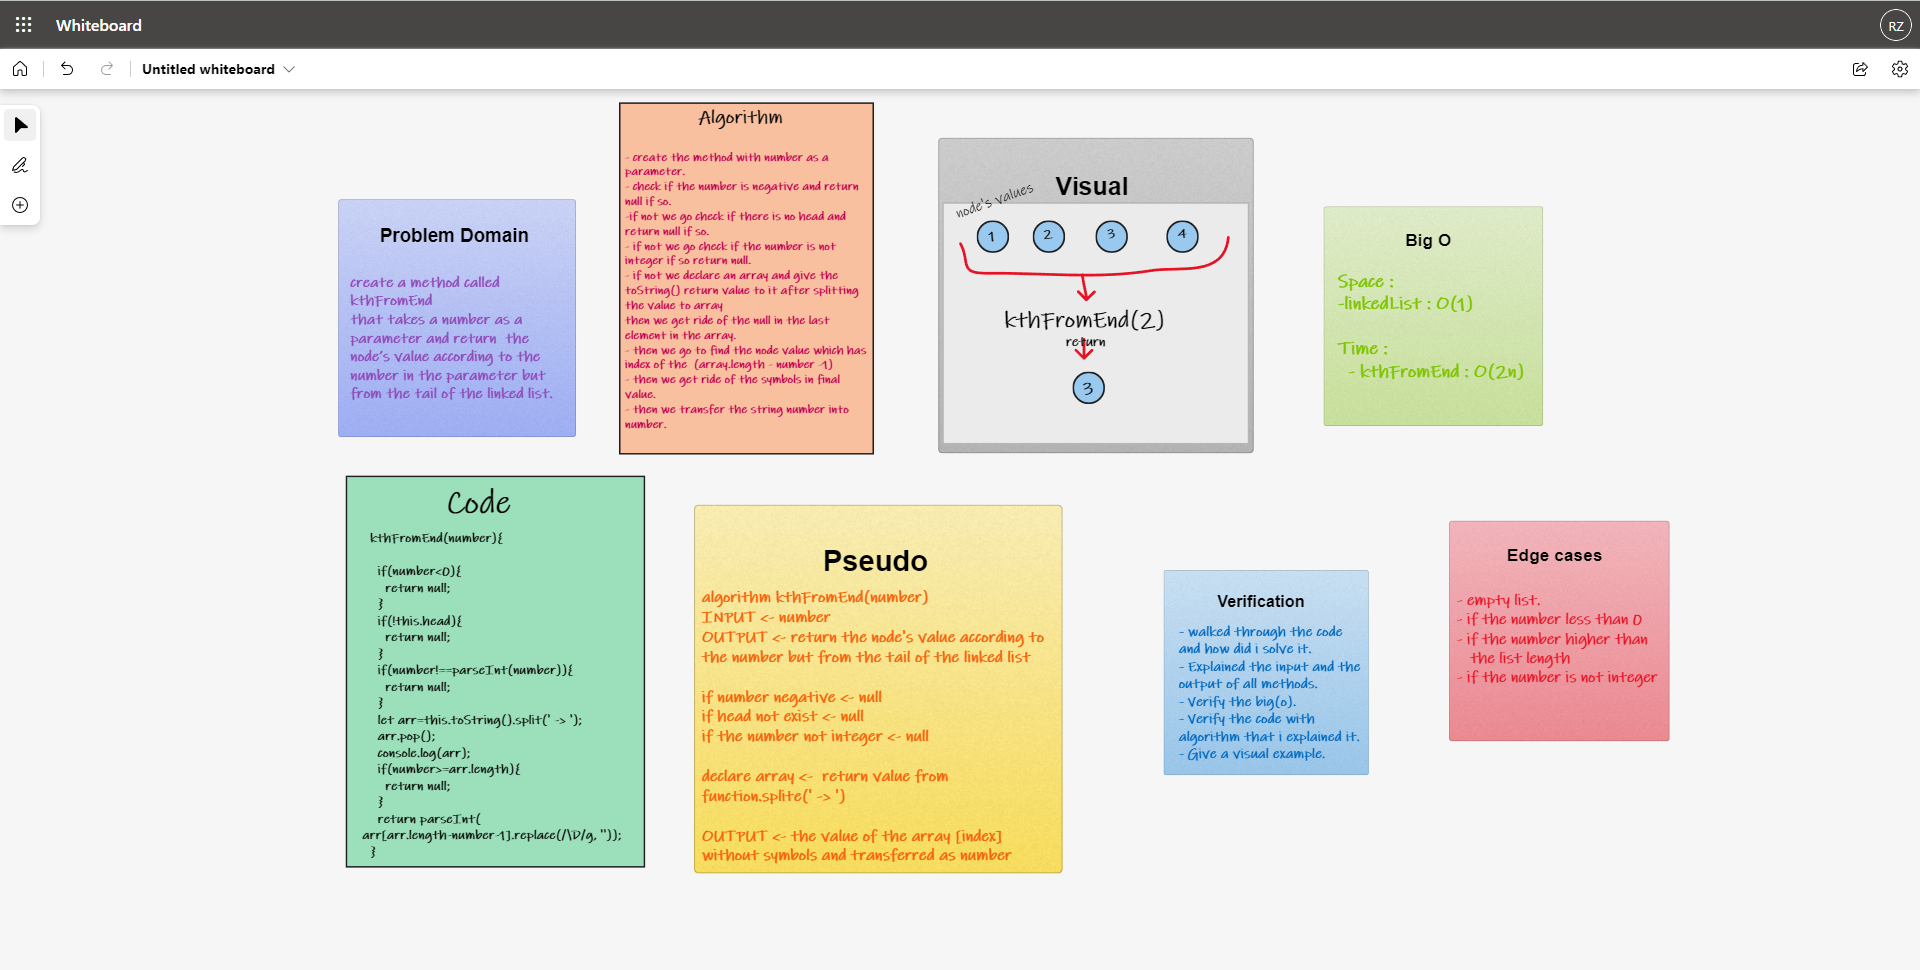 Whiteboard
RZ
Untitled whiteboard
Problem Domain
create a method called
kthFromEnd
that takes a number as a
parameter and return the
node's value according to the
number in the parameter but
from the tail of the linked list.
Algorithm
- create the method with number as a
parameter.
- check if the number is negative and return
null if so.
-if not we go check if there is no head and
return null if so.
- if not we go check if the number is not
integer if so return null.
- if not we declare an array and give the
toString() return value to it after splitting
the value to array
then we get ride of the null in the last
element in the array.
- then we go to find the node value which has
index of the (array.length - number -1)
- then we get ride of the symbols in final
value.
- then we transfer the string number into
number.
Visual
node's values
1 2 3 4
kthFromEnd(2)
return
3
Big O
Space :
-linkedList : O(1)
Time :
- kthFromEnd : O(2n)
Code
kthFromEnd(number){
if(number<0){
return null;
}
if(!this.head){
return null;
}
if(number!==parseInt(number)){
return null;
}
let arr=this.toString().split(' -> ');
arr.pop();
console.log(arr);
if(number>=arr.length){
return null;
}
return parseInt(
arr[arr.length-number-1].replace(/\D/g, ''));
}
Pseudo
algorithm kthFromEnd(number)
INPUT <- number
OUTPUT <- return the node's value according to
the number but from the tail of the linked list
if number negative <- null
if head not exist <- null
if the number not integer <- null
declare array <- return value from
function.splite(' -> ')
OUTPUT <- the value of the array [index]
without symbols and transferred as number
Verification
- walked through the code
and how did i solve it.
- Explained the input and the
output of all methods.
- Verify the big(o).
- Verify the code with
algorithm that i explained it.
- Give a visual example.
Edge cases
- empty list.
- if the number less than 0
- if the number higher than
the list length
- if the number is not integer